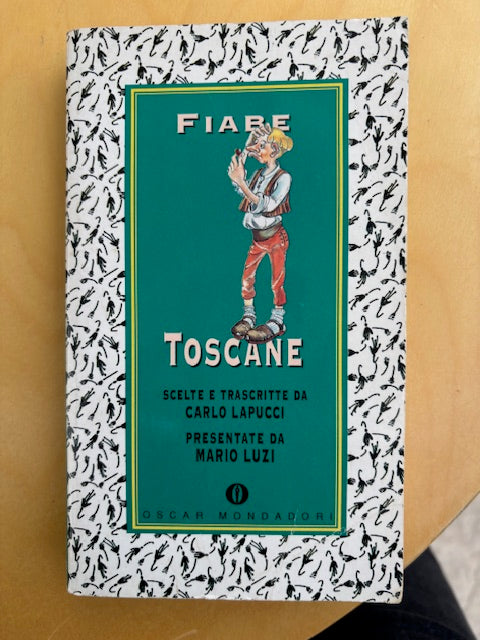 FIABE
TOSCANE
SCELTE E TRASCRITTE DA
CARLO LAPUCCI
PRESENTATE DA
MARIO LUZI
OSCAR MONDADORI